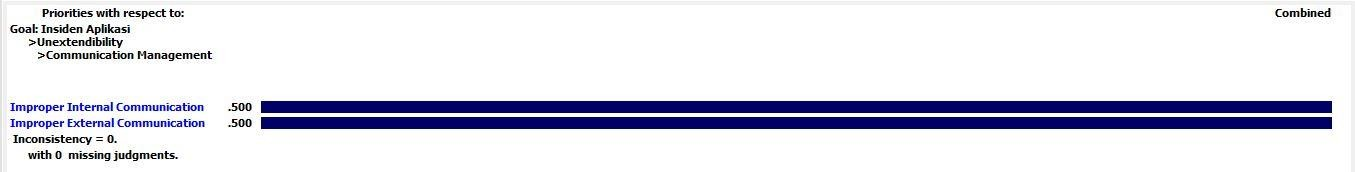 Priorities with respect to: Combined
Goal: Insiden Aplikasi
>Unextendibility
>Communication Management
Improper Internal Communication .500
Improper External Communication .500
Inconsistency = 0.
with 0 missing judgments.